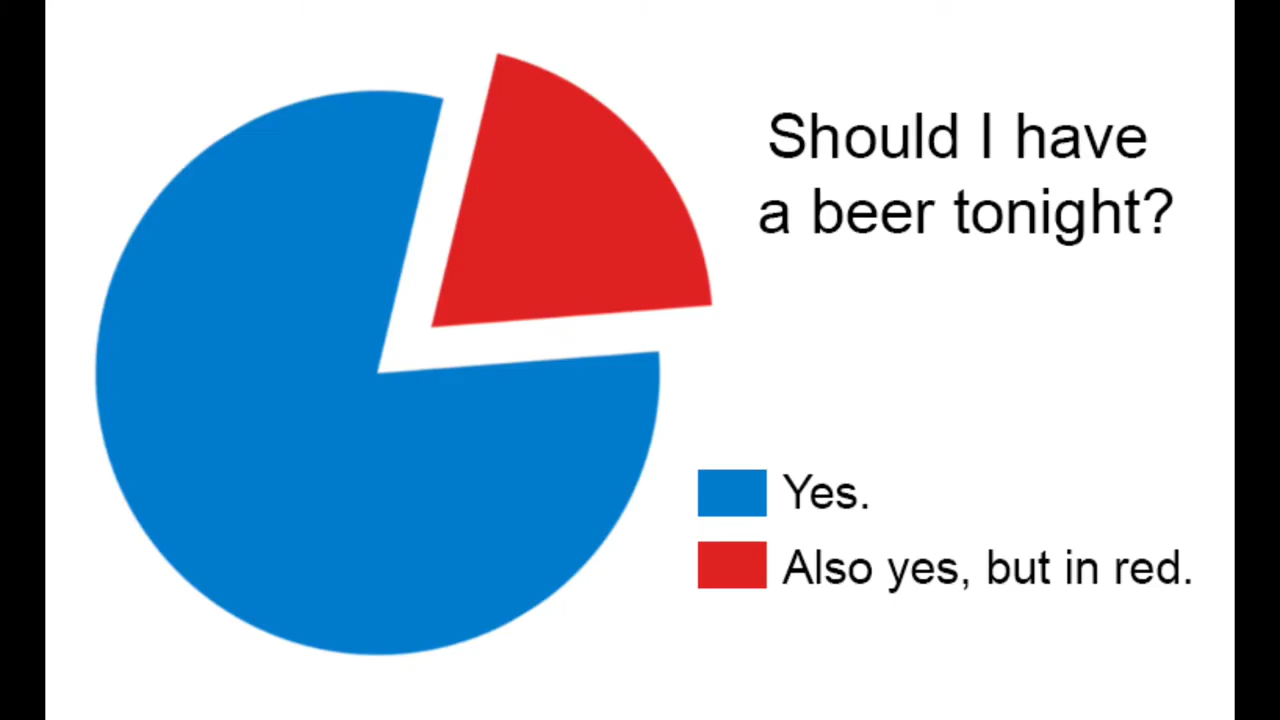 Should I have
a beer tonight?
Yes.
Also yes, but in red.